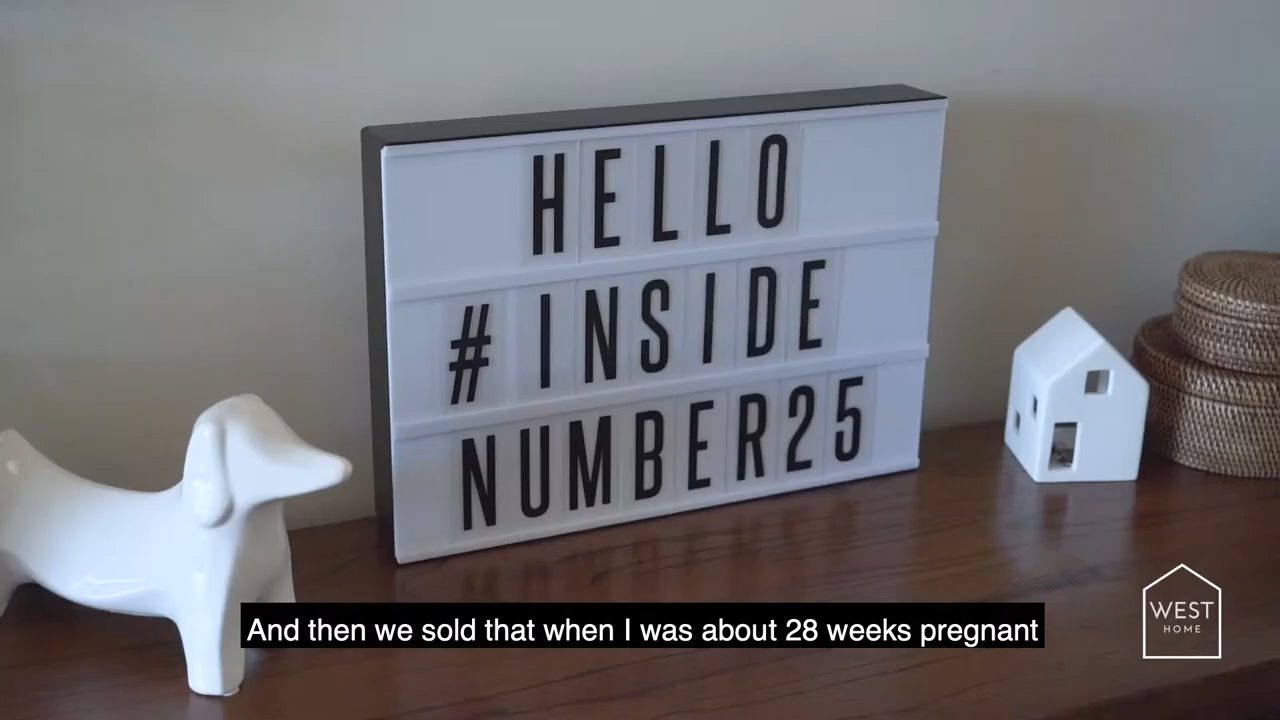 HELLO
#INSIDE
NUMBER25
And then we sold that when I was about 28 weeks pregnant
WEST
HOME